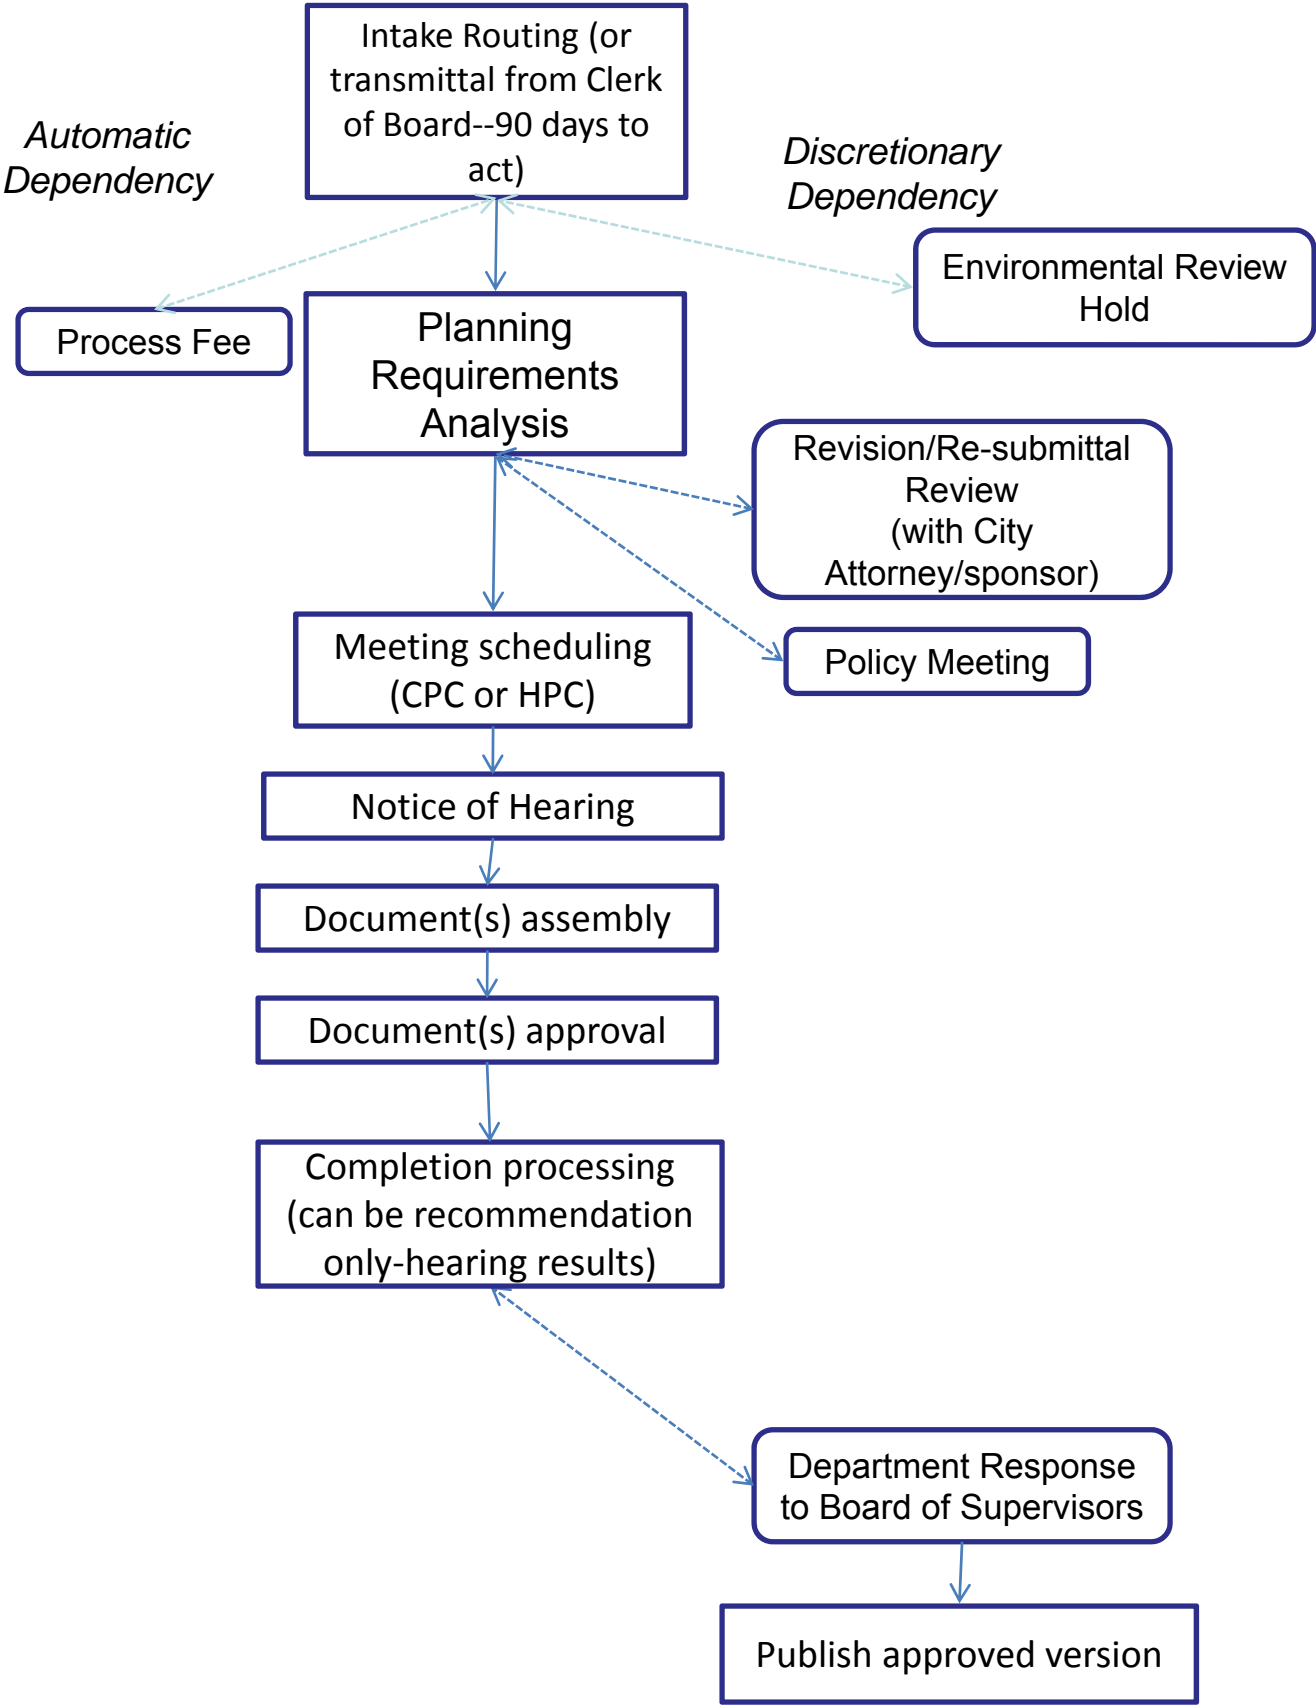 Intake Routing (or
transmittal from Clerk
of Board--90 days to
act)
Automatic
Dependency
Discretionary
Dependency
Environmental Review
Hold
Process Fee
Planning
Requirements
Analysis
Revision/Re-submittal
Review
(with City
Attorney/sponsor)
Meeting scheduling
(CPC or HPC)
Policy Meeting
Notice of Hearing
Document(s) assembly
Document(s) approval
Completion processing
(can be recommendation
only-hearing results)
Department Response
to Board of Supervisors
Publish approved version